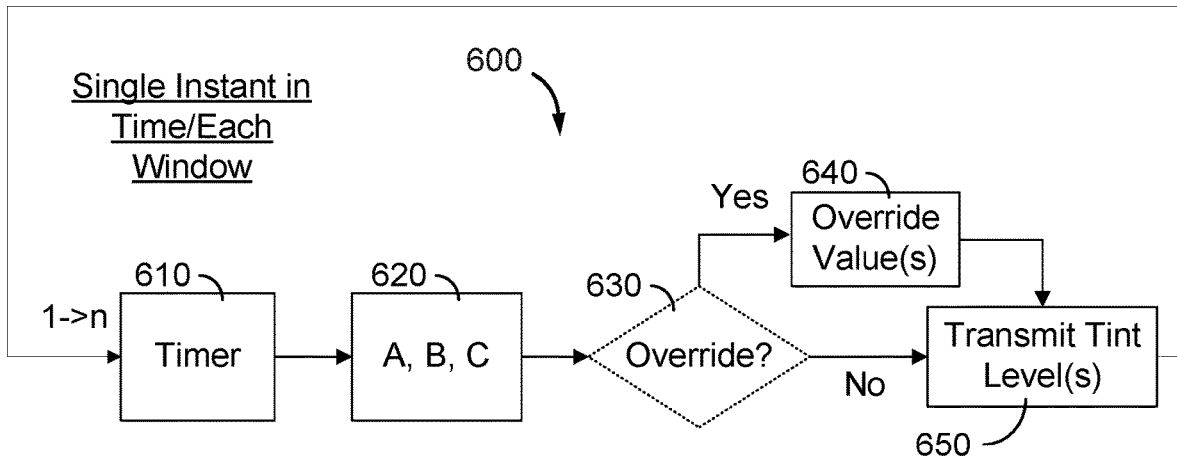 Single Instant in
Time/Each
Window
600
1->n
610
Timer
620
A, B, C
630
Override?
Yes
640
Override
Value(s)
No
Transmit Tint
Level(s)
650